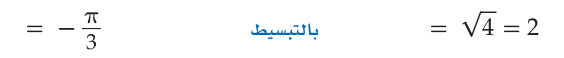 = √4 = 2 بالتبسيط = −π/3